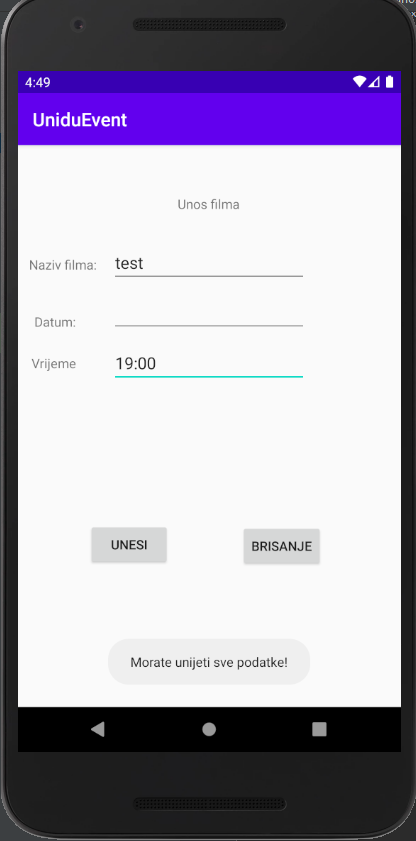 4:49
UniduEvent
Unos filma
Naziv filma: test
Datum:
Vrijeme 19:00
UNESI BRISANJE
Morate unijeti sve podatke!